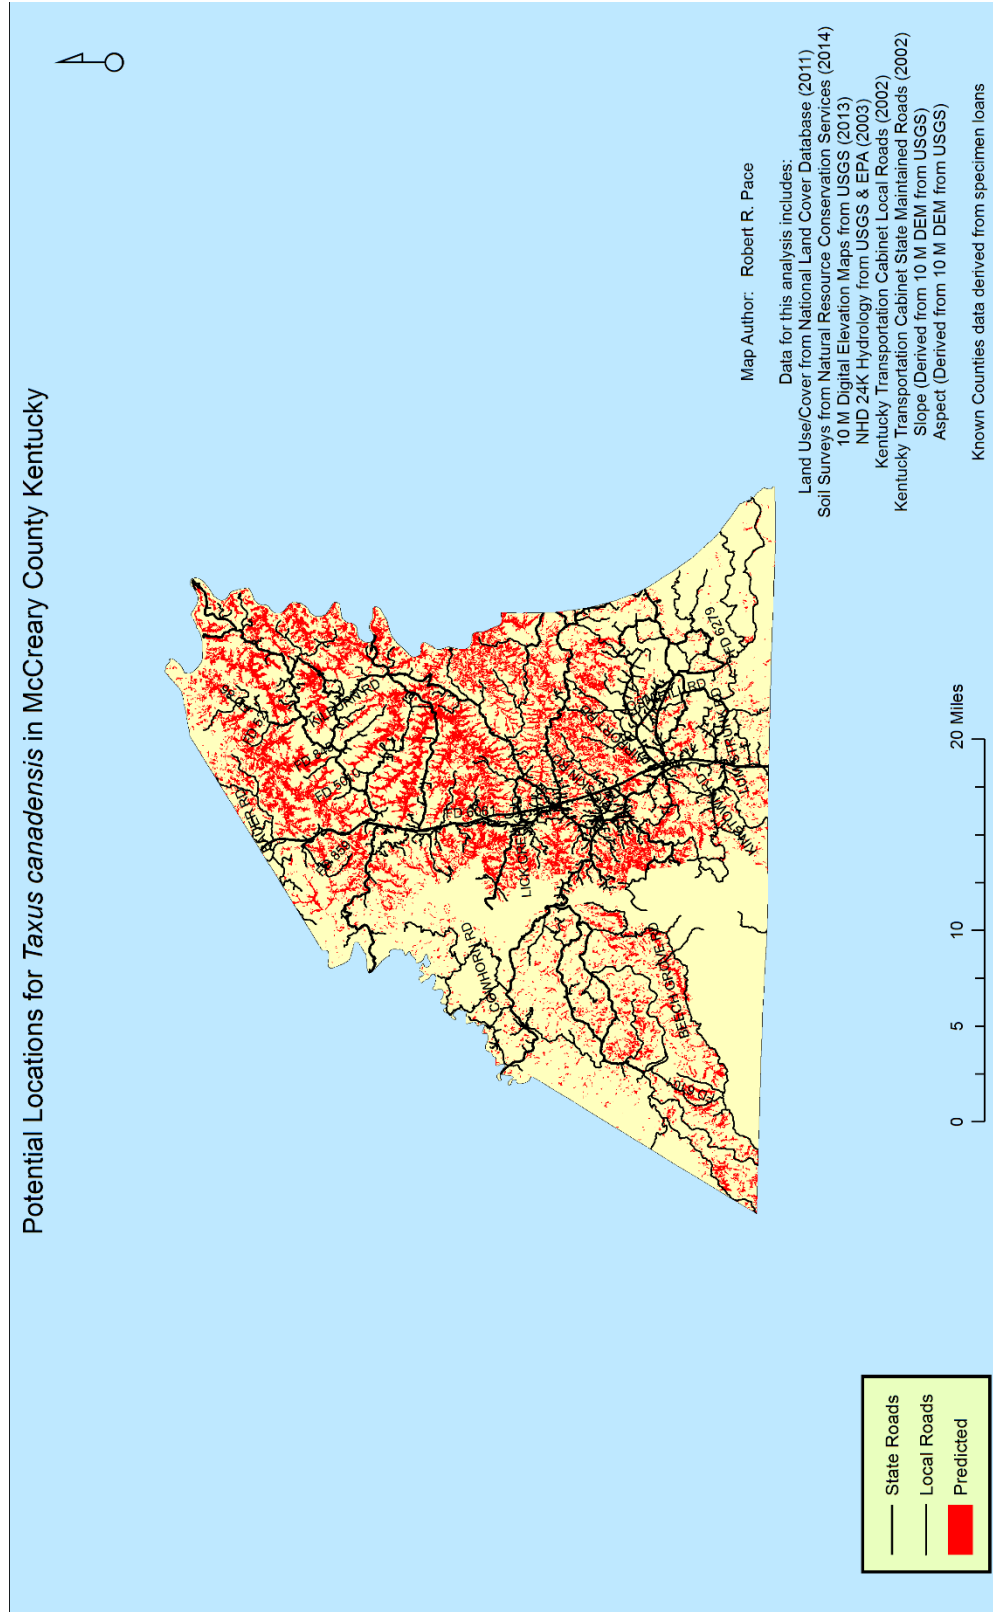 Potential Locations for Taxus canadensis in McCreary County Kentucky
KILBURN RD
LICK CREE
COWHORN RD
FD 6279
Map Author: Robert R. Pace
Data for this analysis includes:
Land Use/Cover from National Land Cover Database (2011)
Soil Surveys from Natural Resource Conservation Services (2014)
10 M Digital Elevation Maps from USGS (2013)
NHD 24K Hydrology from USGS & EPA (2003)
Kentucky Transportation Cabinet Local Roads (2002)
Kentucky Transportation Cabinet State Maintained Roads (2002)
Slope (Derived from 10 M DEM from USGS)
Aspect (Derived from 10 M DEM from USGS)
Known Counties data derived from specimen loans
0 5 10 20 Miles
State Roads
Local Roads
Predicted